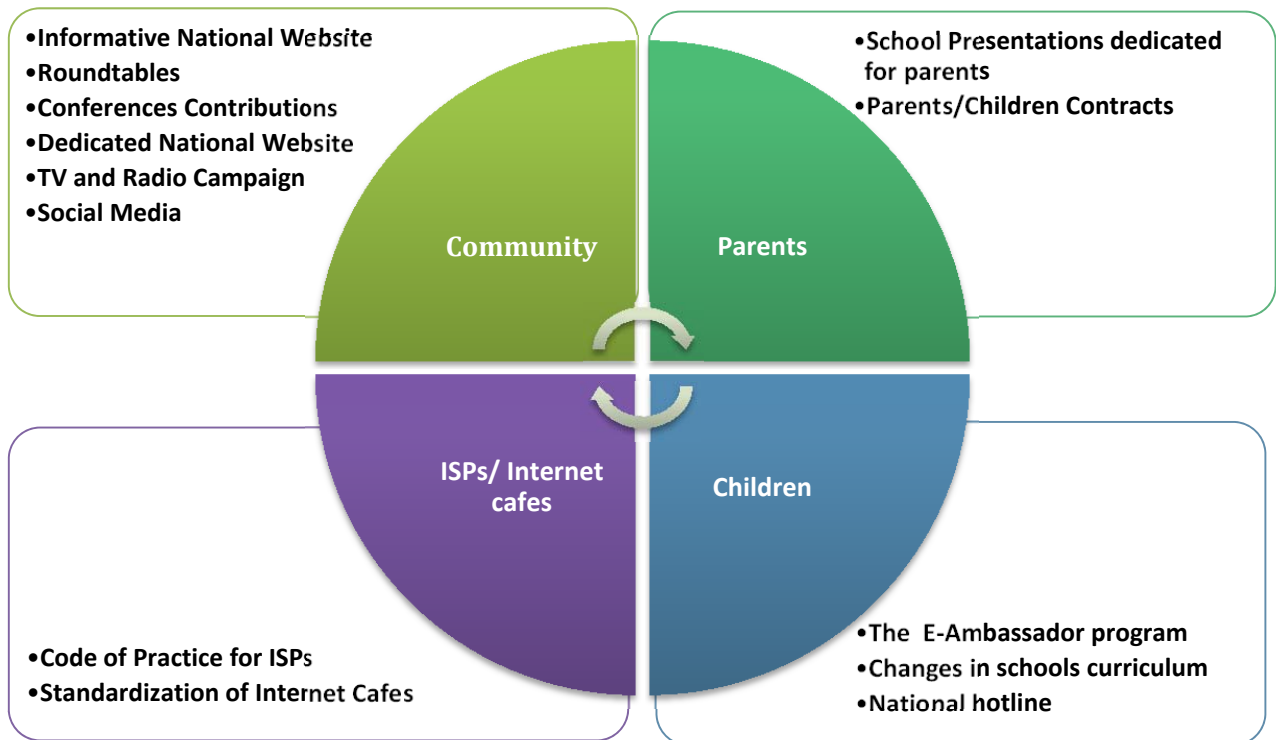 •Informative National Website
•Roundtables
•Conferences Contributions
•Dedicated National Website
•TV and Radio Campaign
•Social Media
•School Presentations dedicated
for parents
•Parents/Children Contracts
Community
Parents
ISPs/ Internet
cafes
Children
•Code of Practice for ISPs
•Standardization of Internet Cafes
•The E-Ambassador program
•Changes in schools curriculum
•National hotline